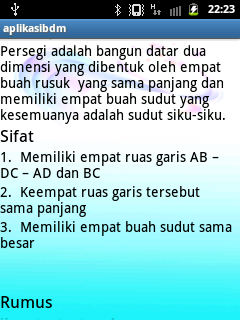 22:23
aplikasibdm
Persegi adalah bangun datar dua
dimensi yang dibentuk oleh empat
buah rusuk  yang sama panjang dan
memiliki empat buah sudut yang
kesemuanya adalah sudut siku-siku.
Sifat
1.  Memiliki empat ruas garis AB –
DC – AD dan BC
2.  Keempat ruas garis tersebut
sama panjang
3.  Memiliki empat buah sudut sama
besar
Rumus